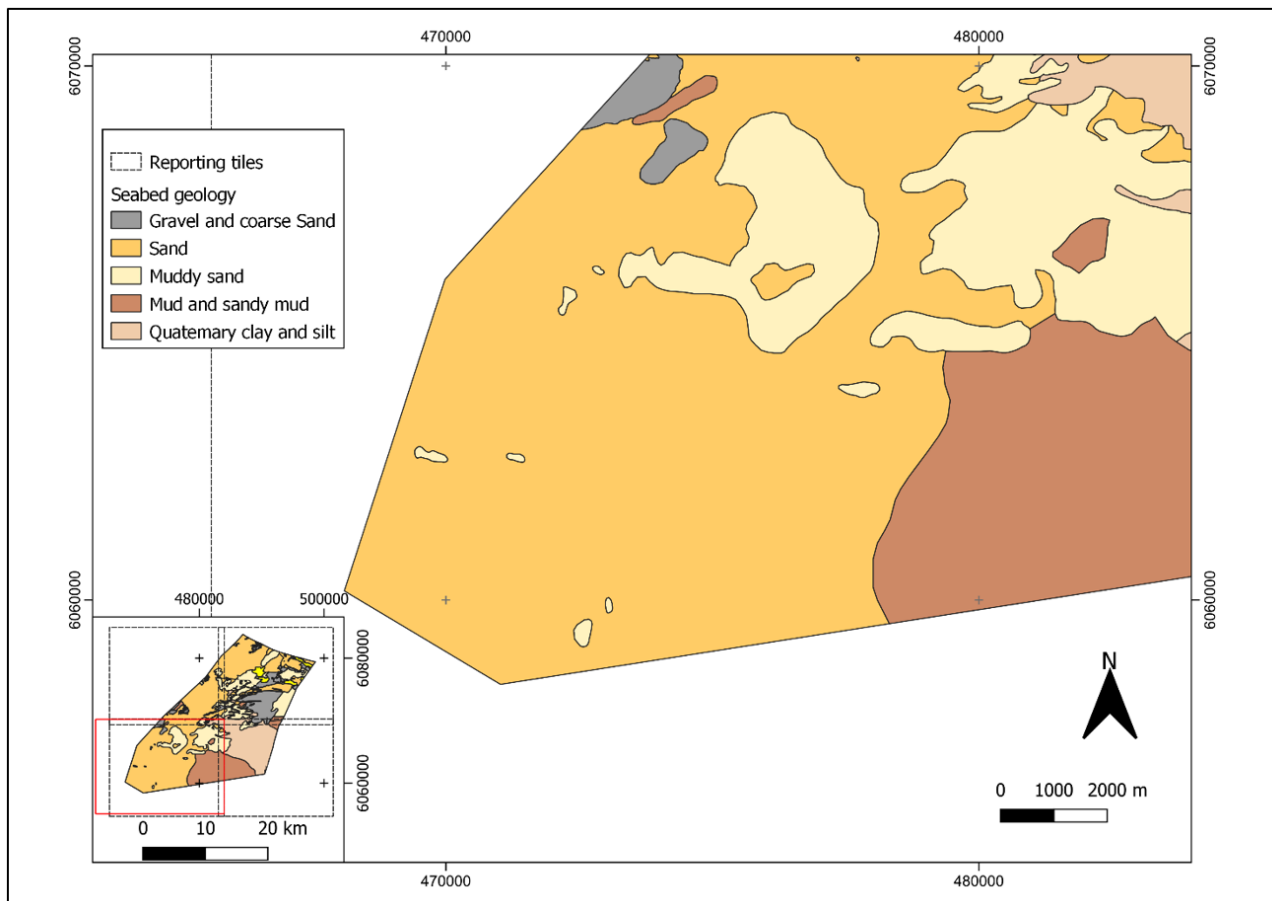 470000
480000
6070000
6070000
Reporting tiles
Seabed geology
Gravel and coarse Sand
Sand
Muddy sand
Mud and sandy mud
Quaternary clay and silt
6060000
6060000
480000
500000
6080000
6060000
0 10 20 km
N
0 1000 2000 m
470000
480000